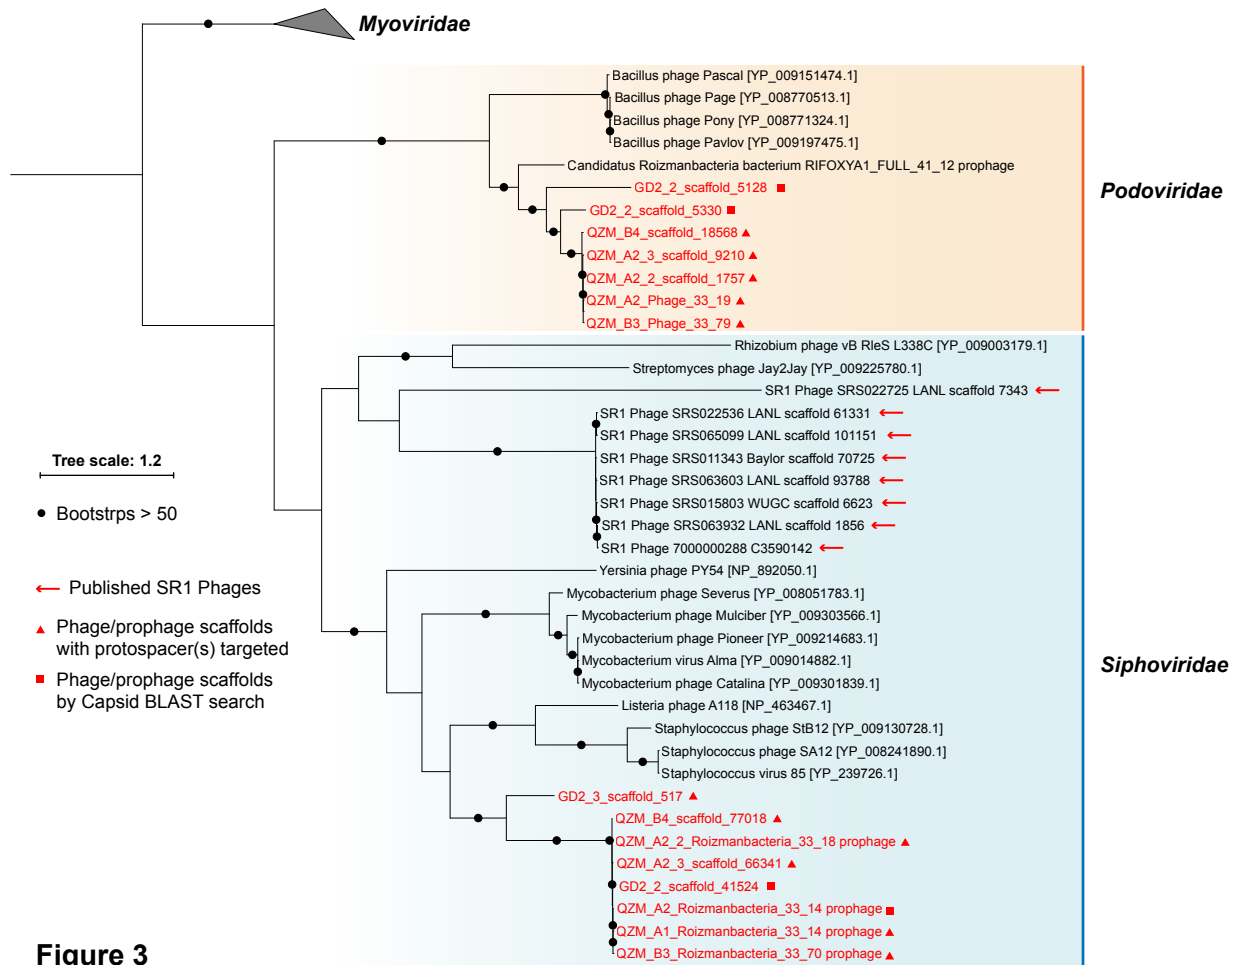 Myoviridae
Bacillus phage Pascal [YP_009151474.1]
Bacillus phage Page [YP_008770513.1]
Bacillus phage Pony [YP_008771324.1]
Bacillus phage Pavlov [YP_009197475.1]
Candidatus Roizmanbacteria bacterium RIFOXYA1_FULL_41_12 prophage
GD2_2_scaffold_5128
GD2_2_scaffold_5330
QZM_B4_scaffold_18568
QZM_A2_3_scaffold_9210
QZM_A2_2_scaffold_1757
QZM_A2_Phage_33_19
QZM_B3_Phage_33_79
Podoviridae
Rhizobium phage vB RleS L338C [YP_009003179.1]
Streptomyces phage Jay2Jay [YP_009225780.1]
SR1 Phage SRS022725 LANL scaffold 7343
SR1 Phage SRS022536 LANL scaffold 61331
SR1 Phage SRS065099 LANL scaffold 101151
SR1 Phage SRS011343 Baylor scaffold 70725
SR1 Phage SRS063603 LANL scaffold 93788
SR1 Phage SRS015803 WUGC scaffold 6623
SR1 Phage SRS063932 LANL scaffold 1856
SR1 Phage 7000000288 C3590142
Yersinia phage PY54 [NP_892050.1]
Mycobacterium phage Severus [YP_008051783.1]
Mycobacterium phage Mulciber [YP_009303566.1]
Mycobacterium phage Pioneer [YP_009214683.1]
Mycobacterium virus Alma [YP_009014882.1]
Mycobacterium phage Catalina [YP_009301839.1]
Listeria phage A118 [NP_463467.1]
Staphylococcus phage StB12 [YP_009130728.1]
Staphylococcus phage SA12 [YP_008241890.1]
Staphylococcus virus 85 [YP_239726.1]
GD2_3_scaffold_517
QZM_B4_scaffold_77018
QZM_A2_2_Roizmanbacteria_33_18 prophage
QZM_A2_3_scaffold_66341
GD2_2_scaffold_41524
QZM_A2_Roizmanbacteria_33_14 prophage
QZM_A1_Roizmanbacteria_33_14 prophage
QZM_B3_Roizmanbacteria_33_70 prophage
Siphoviridae
Tree scale: 1.2
Bootstrps > 50
Published SR1 Phages
Phage/prophage scaffolds
with protospacer(s) targeted
Phage/prophage scaffolds
by Capsid BLAST search
Figure 3